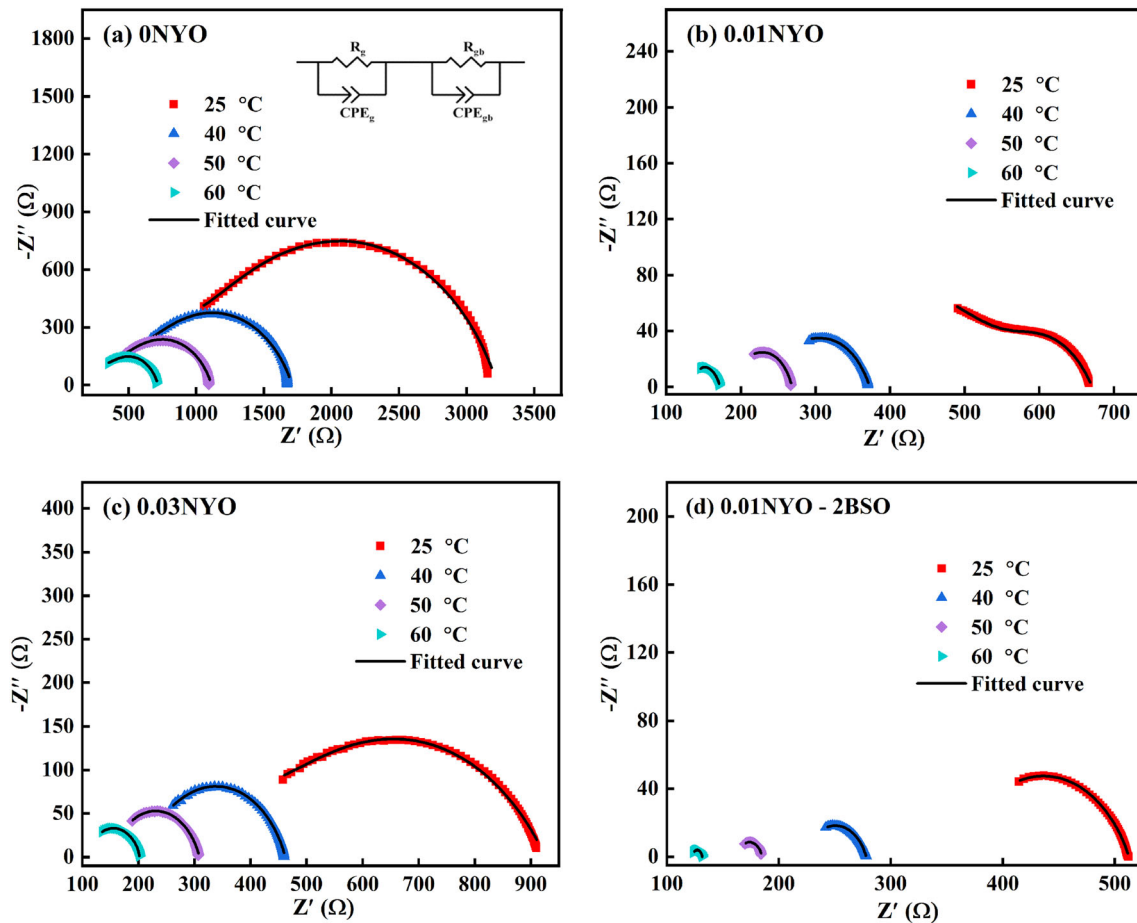 (a) 0NYO
R_g
R_gb
CPE_g
CPE_gb
25 °C
40 °C
50 °C
60 °C
Fitted curve
-Z'' (Ω)
1800
1500
1200
900
600
300
0
500 1000 1500 2000 2500 3000 3500
Z' (Ω)
(b) 0.01NYO
25 °C
40 °C
50 °C
60 °C
Fitted curve
-Z'' (Ω)
240
200
160
120
80
40
0
100 200 300 400 500 600 700
Z' (Ω)
(c) 0.03NYO
25 °C
40 °C
50 °C
60 °C
Fitted curve
-Z'' (Ω)
400
350
300
250
200
150
100
50
0
100 200 300 400 500 600 700 800 900
Z' (Ω)
(d) 0.01NYO - 2BSO
25 °C
40 °C
50 °C
60 °C
Fitted curve
-Z'' (Ω)
200
160
120
80
40
0
100 200 300 400 500
Z' (Ω)